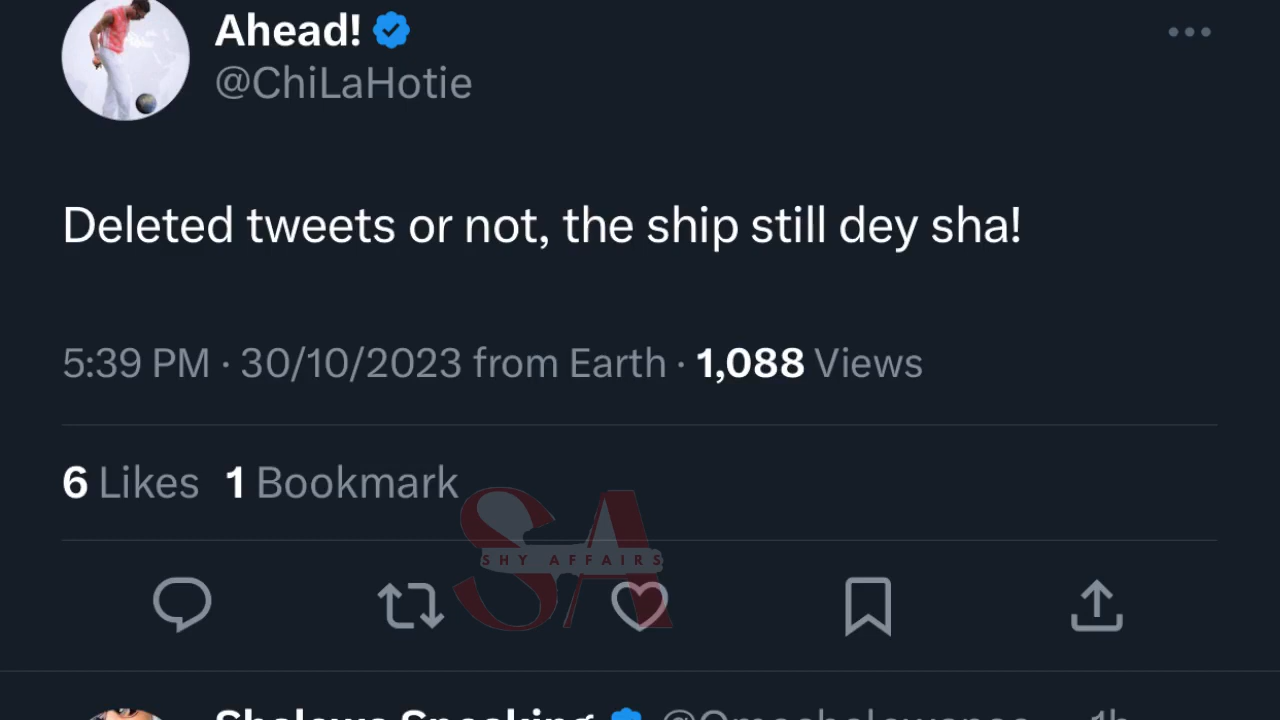 Ahead!
@ChiLaHotie
Deleted tweets or not, the ship still dey sha!
5:39 PM · 30/10/2023 from Earth · 1,088 Views
6 Likes 1 Bookmark
SA
SHY AFFAIRS
1h